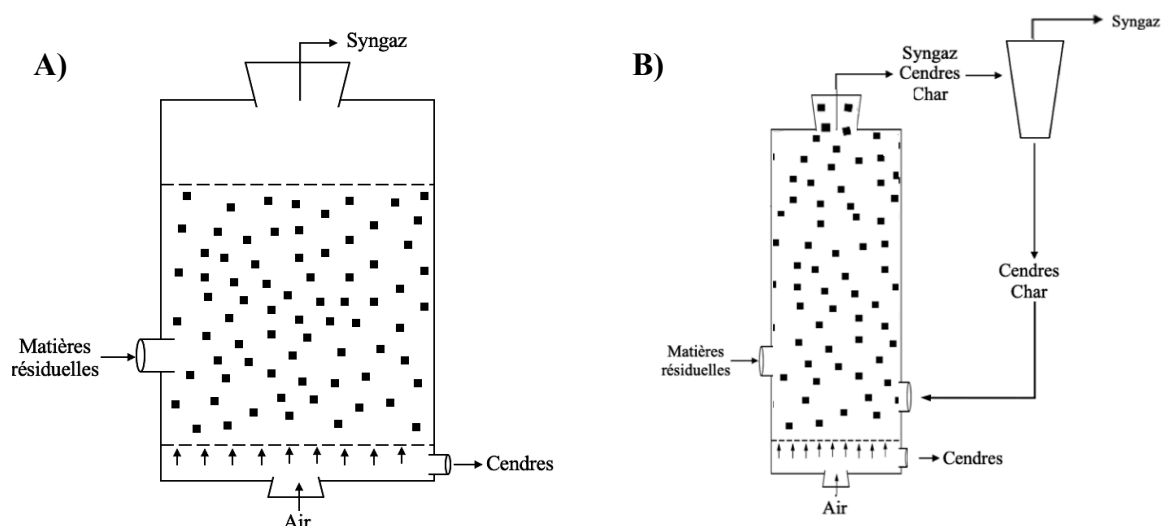 A)
Syngaz
Matières
résiduelles
Cendres
Air
B)
Syngaz
Cendres
Char
Syngaz
Cendres
Char
Matières
résiduelles
Cendres
Air